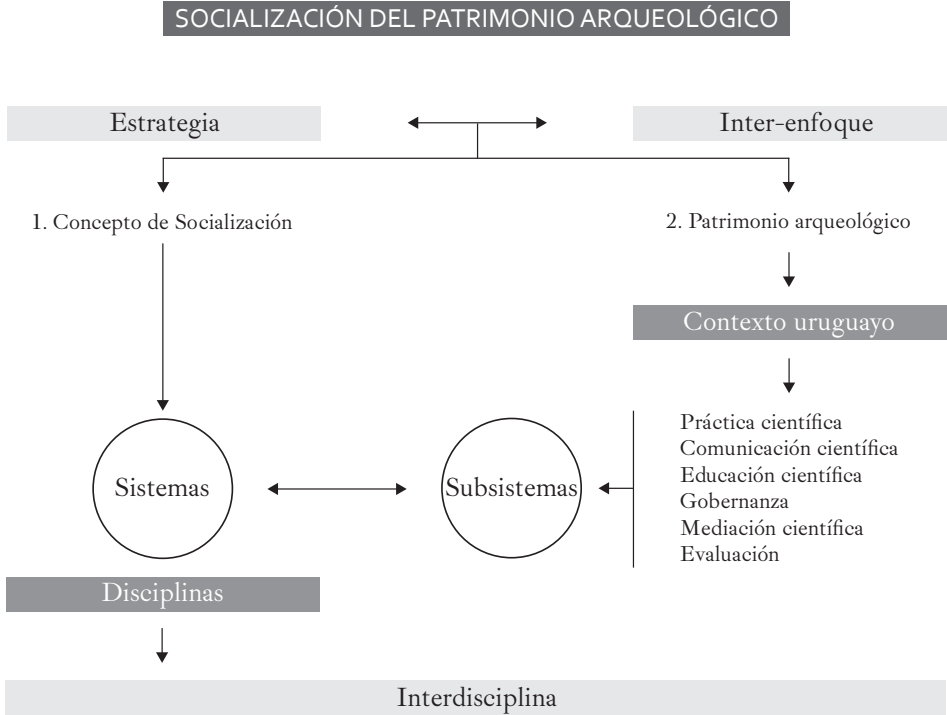 SOCIALIZACIÓN DEL PATRIMONIO ARQUEOLÓGICO
Estrategia
Inter-enfoque
1. Concepto de Socialización
2. Patrimonio arqueológico
Contexto uruguayo
Práctica científica
Comunicación científica
Educación científica
Gobernanza
Mediación científica
Evaluación
Sistemas
Subsistemas
Disciplinas
Interdisciplina